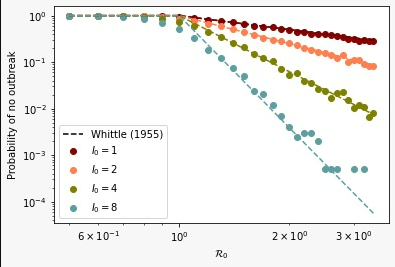 Probability of no outbreak
10⁰
10⁻¹
10⁻²
10⁻³
10⁻⁴
Whittle (1955)
I₀ = 1
I₀ = 2
I₀ = 4
I₀ = 8
6 × 10⁻¹
10⁰
2 × 10⁰
3 × 10⁰
ℛ₀